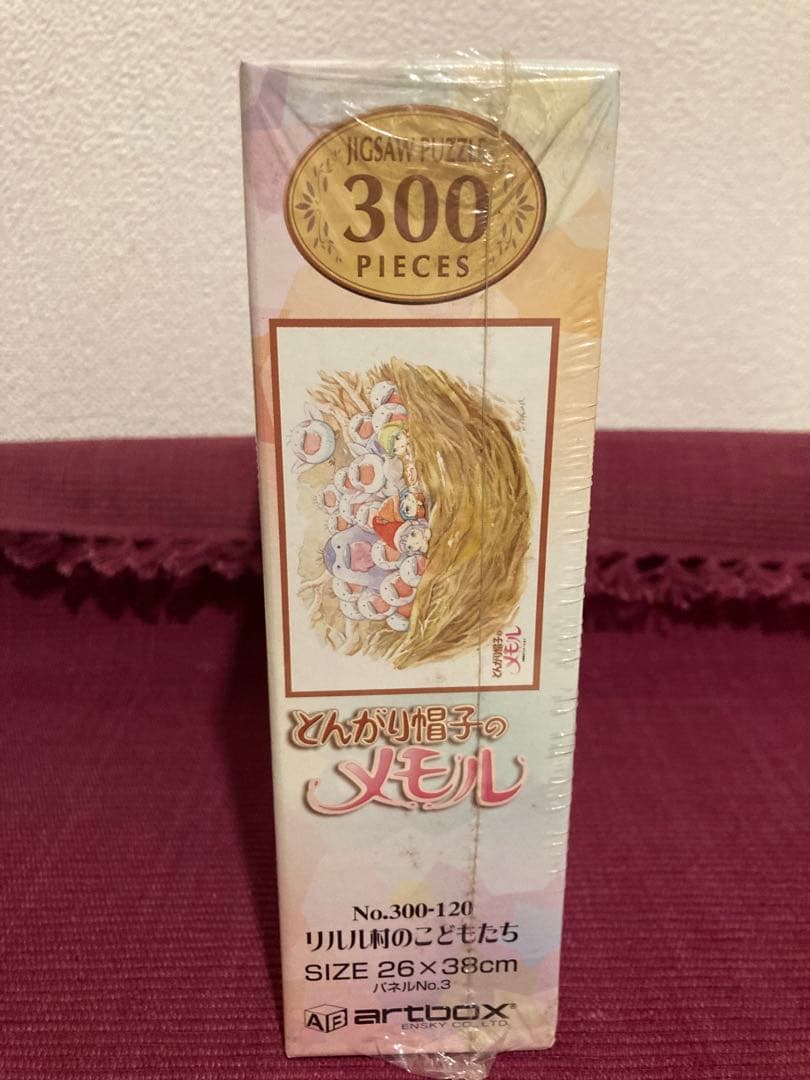 JIGSAW PUZZLE
300
PIECES
とんがり帽子の
メモル
とんがり帽子の
メモル
No.300-120
リルル村のこどもたち
SIZE 26×38cm
パネルNo.3
AB artbox®
ENSKY CO., LTD.